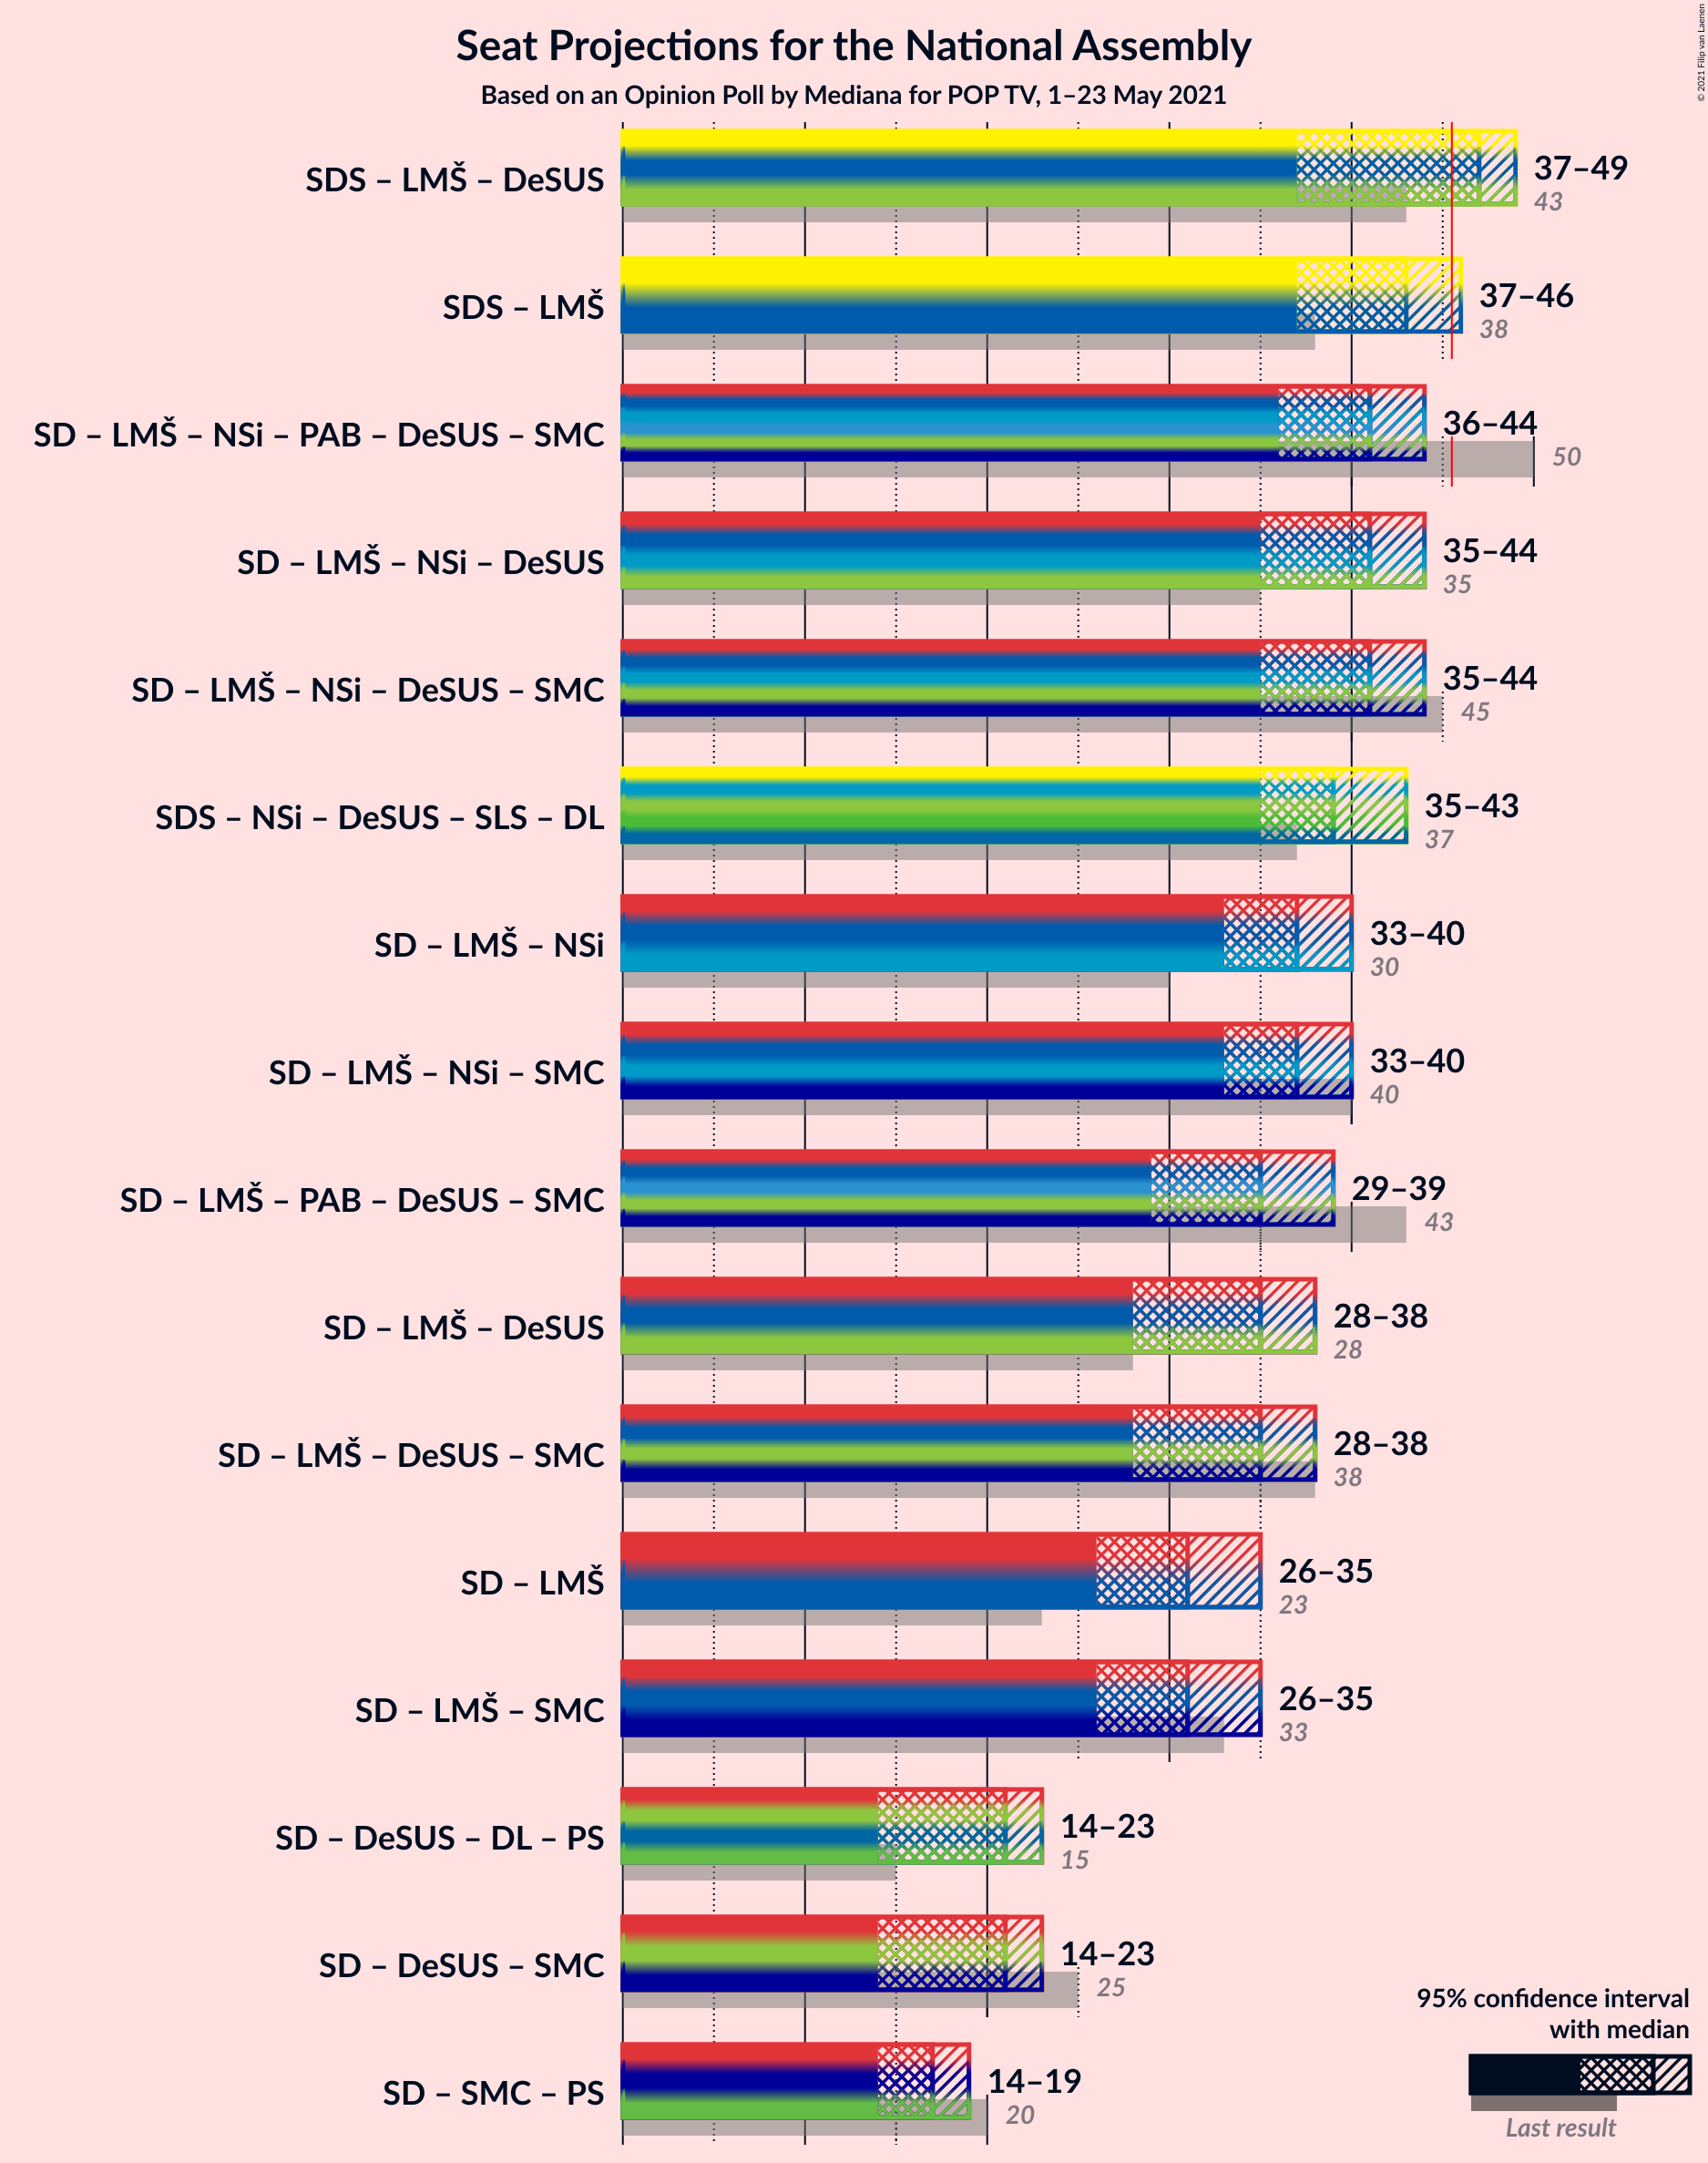 Seat Projections for the National Assembly
Based on an Opinion Poll by Mediana for POP TV, 1–23 May 2021
© 2021 Filip van Laenen
SDS – LMŠ – DeSUS
37–49
43
SDS – LMŠ
37–46
38
SD – LMŠ – NSi – PAB – DeSUS – SMC
36–44
50
SD – LMŠ – NSi – DeSUS
35–44
35
SD – LMŠ – NSi – DeSUS – SMC
35–44
45
SDS – NSi – DeSUS – SLS – DL
35–43
37
SD – LMŠ – NSi
33–40
30
SD – LMŠ – NSi – SMC
33–40
40
SD – LMŠ – PAB – DeSUS – SMC
29–39
43
SD – LMŠ – DeSUS
28–38
28
SD – LMŠ – DeSUS – SMC
28–38
38
SD – LMŠ
26–35
23
SD – LMŠ – SMC
26–35
33
SD – DeSUS – DL – PS
14–23
15
SD – DeSUS – SMC
14–23
25
SD – SMC – PS
14–19
20
95% confidence interval
with median
Last result